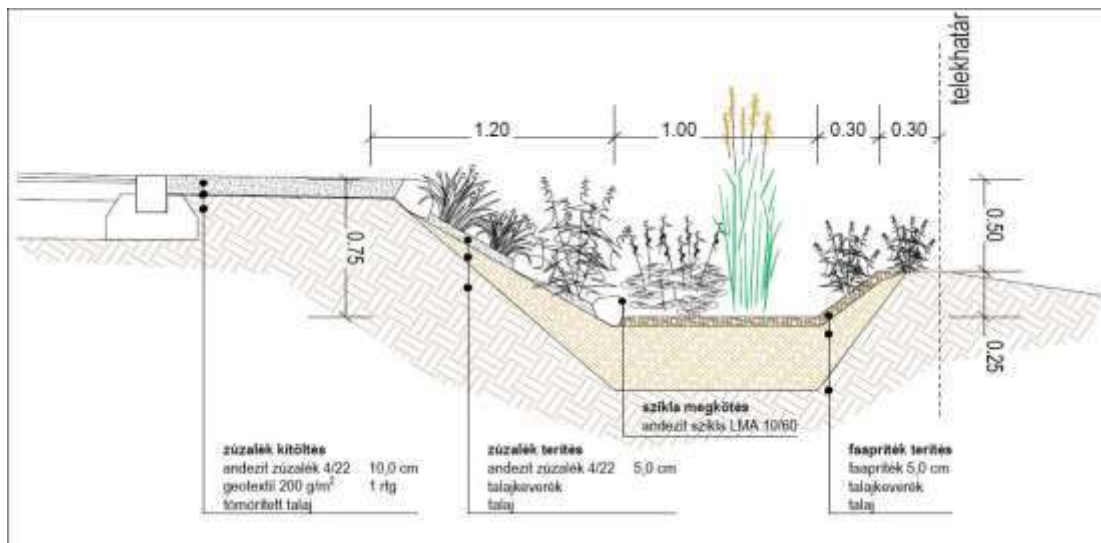 telekhatár
1.20
1.00
0.30
0.30
0.50
0.75
0.25
szikla megkötés
andezit szikla LMA 10/60
zúzalék kitöltés
andezit zúzalék 4/22 10,0 cm
geotextil 200 g/m² 1 rtg
tömörített talaj
zúzalék terítés
andezit zúzalék 4/22 5,0 cm
talajkeverék
talaj
faapríték terítés
faapríték 5,0 cm
talajkeverék
talaj